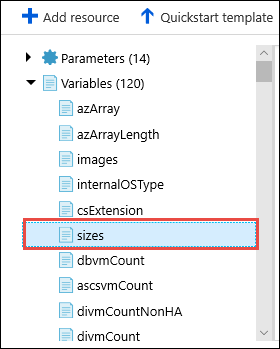 Add resource Quickstart template
Parameters (14)
Variables (120)
azArray
azArrayLength
images
internalOSType
csExtension
sizes
dbvmCount
ascsvmCount
divmCountNonHA
divmCount